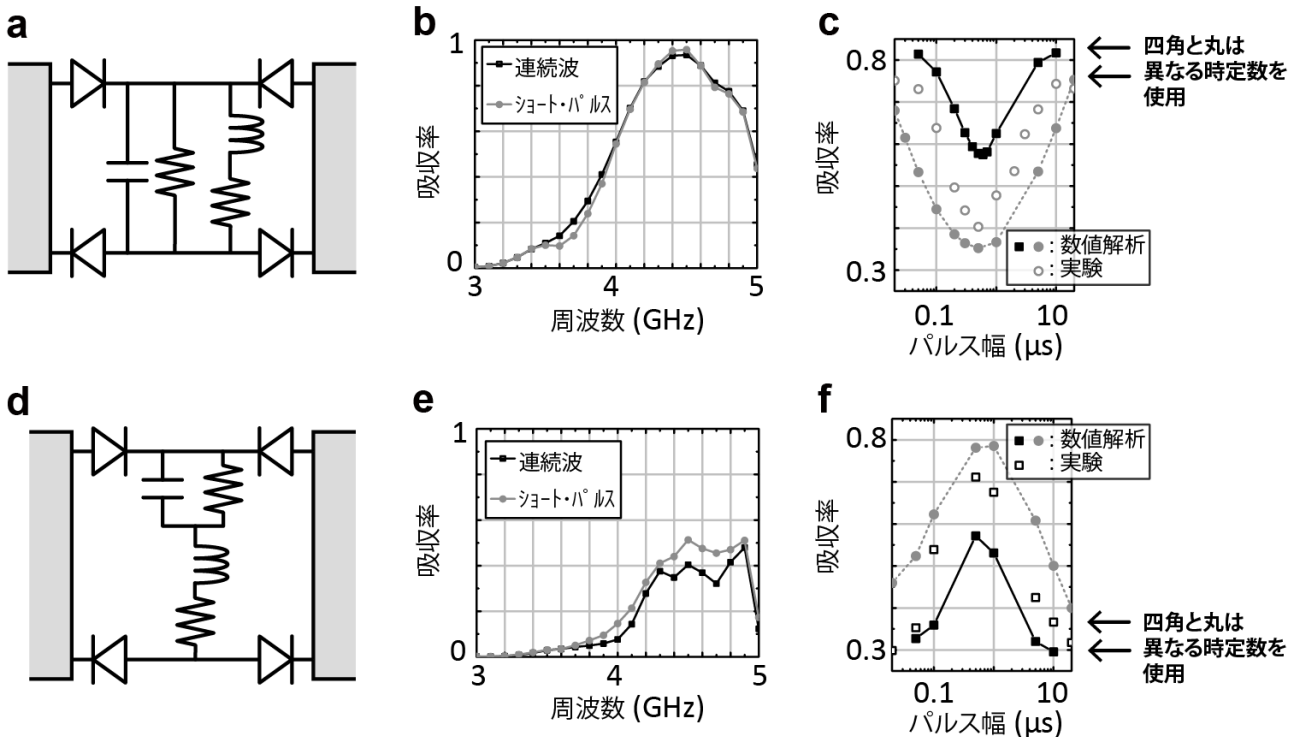 a
b
1
連続波
ショート・パルス
吸収率
0
3
4
5
周波数 (GHz)
c
0.8
吸収率
0.3
■ ● : 数値解析
○ : 実験
0.1
10
パルス幅 (µs)
← 四角と丸は
← 異なる時定数を
使用
d
e
1
連続波
ショート・パルス
吸収率
0
3
4
5
周波数 (GHz)
f
0.8
■ ● : 数値解析
□ : 実験
吸収率
0.3
0.1
10
パルス幅 (µs)
← 四角と丸は
← 異なる時定数を
使用